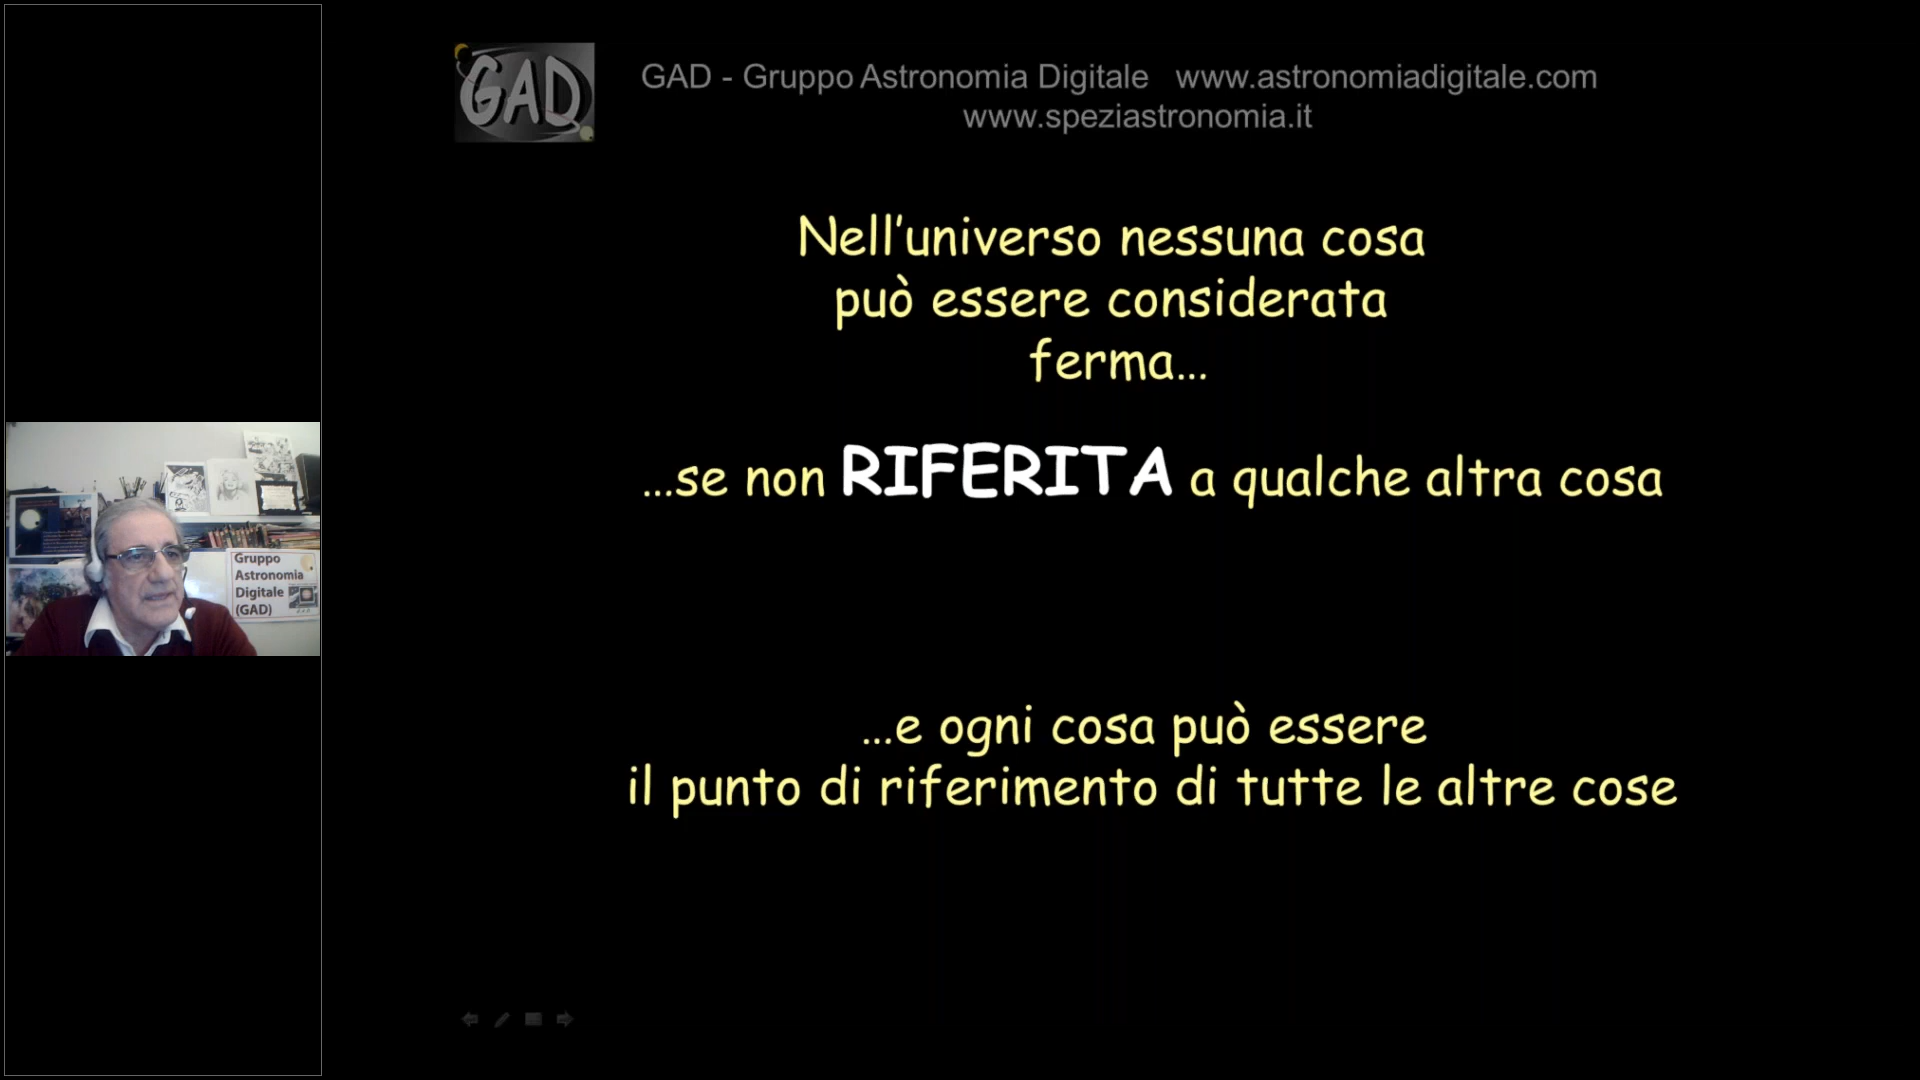 GAD
GAD - Gruppo Astronomia Digitale www.astronomiadigitale.com
www.speziastronomia.it
Nell'universo nessuna cosa
può essere considerata
ferma...
...se non RIFERITA a qualche altra cosa
Gruppo
Astronomia
Digitale
(GAD)
...e ogni cosa può essere
il punto di riferimento di tutte le altre cose